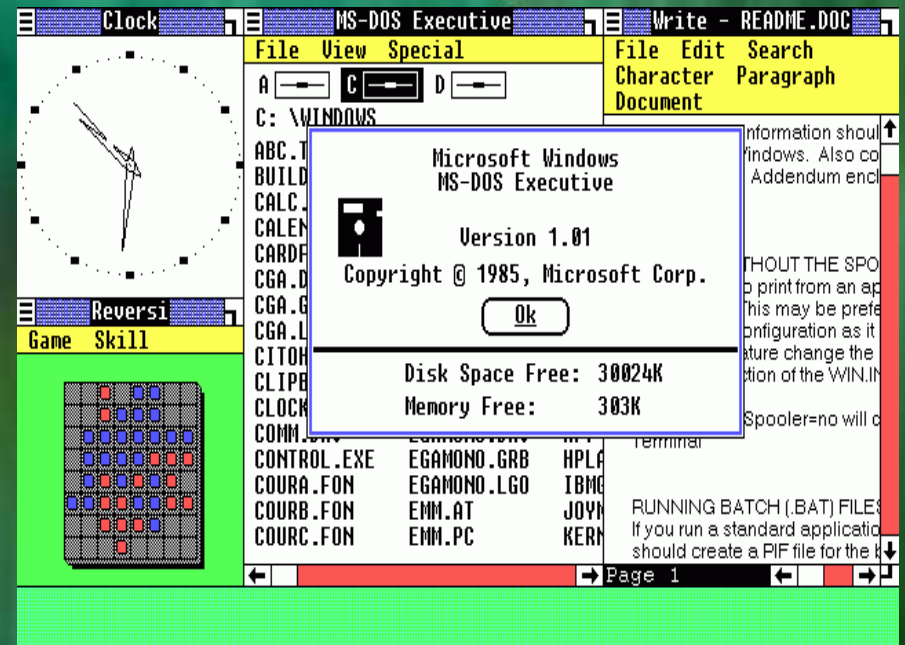 Clock
MS-DOS Executive
File View Special
A C D
C: \WINDOWS
ABC.T
BUILD
CALC.
CALEN
CARDF
CGA.D
CGA.G
CGA.L
CITOH
CLIPB
CLOCK
COMM.
CONTROL.EXE EGAMONO.GRB HPLA
COURA.FON EGAMONO.LGO IBMG
COURB.FON EMM.AT JOYM
COURC.FON EMM.PC KERN
Microsoft Windows
MS-DOS Executive
Version 1.01
Copyright © 1985, Microsoft Corp.
Ok
Disk Space Free: 30024K
Memory Free: 303K
Write - README.DOC
File Edit Search
Character Paragraph
Document
nformation shoul
Windows. Also co
Addendum encl
THOUT THE SPO
o print from an ap
This may be prefe
onfiguration as it
ature change the
ction of the WIN.IN
Spooler=no will c
Terminal
RUNNING BATCH (.BAT) FILES
If you run a standard applicatio
should create a PIF file for the b
Page 1
Reversi
Game Skill